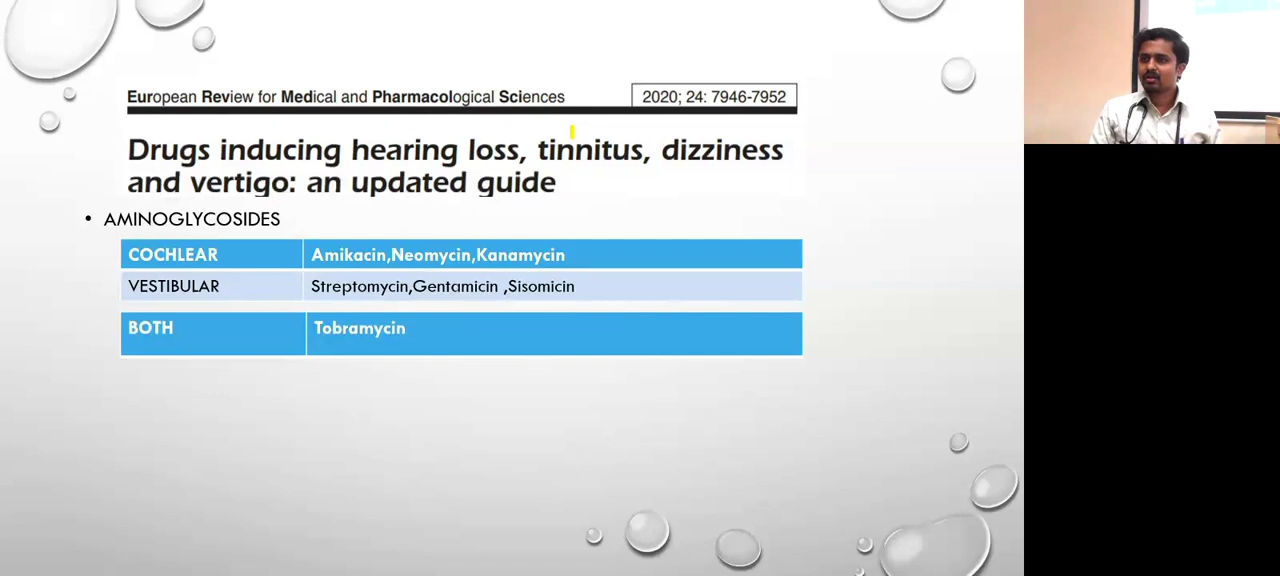 European Review for Medical and Pharmacological Sciences 2020; 24: 7946-7952
Drugs inducing hearing loss, tinnitus, dizziness
and vertigo: an updated guide
• AMINOGLYCOSIDES
COCHLEAR Amikacin,Neomycin,Kanamycin
VESTIBULAR Streptomycin,Gentamicin ,Sisomicin
BOTH Tobramycin